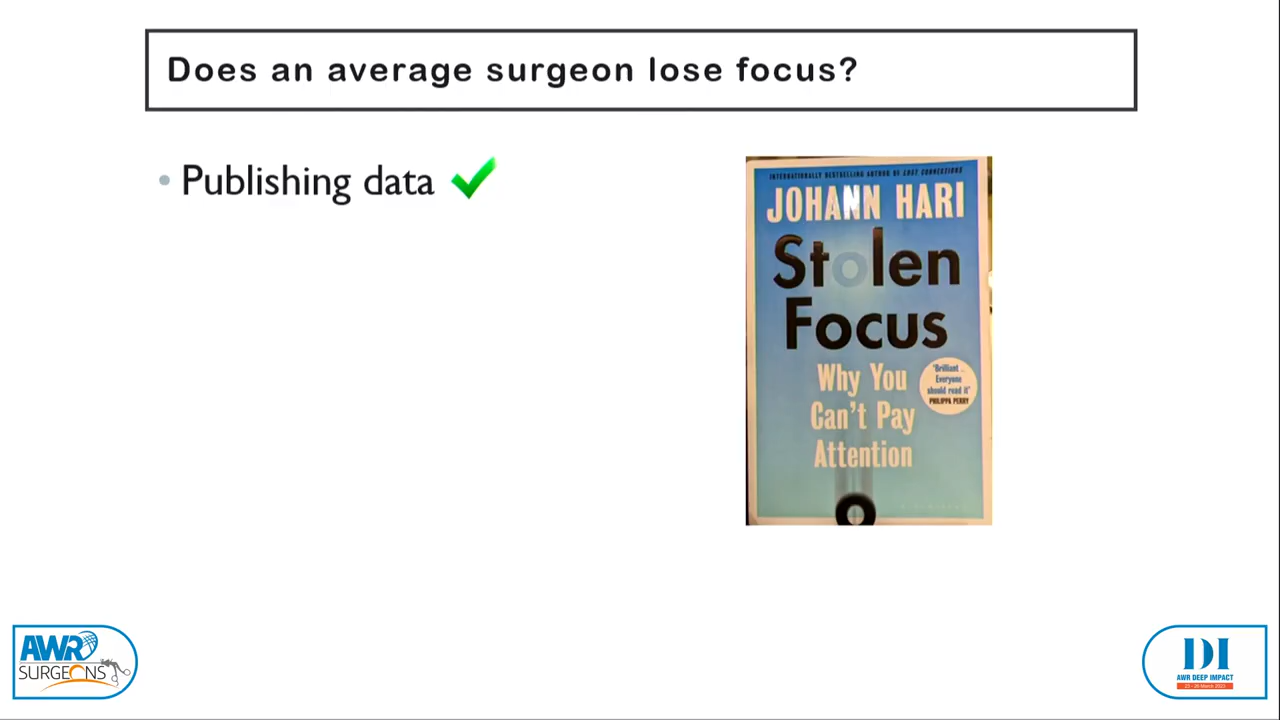 Does an average surgeon lose focus?
• Publishing data
INTERNATIONALLY BESTSELLING AUTHOR OF LOST CONNECTIONS
JOHANN HARI
Stolen
Focus
Why You
Can't Pay
Attention
"Brilliant ..
Everyone
should read it"
PHILIPPA PERRY
AWR
SURGEONS
DI
AWR DEEP IMPACT